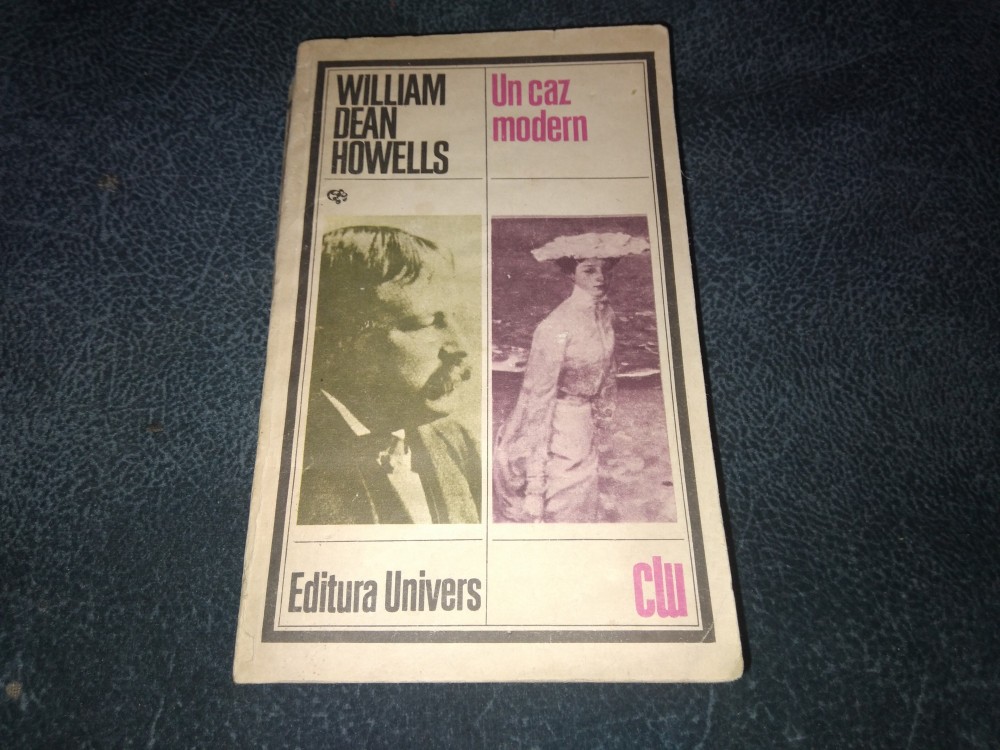 WILLIAM
DEAN
HOWELLS
Un caz
modern
Editura Univers
clu